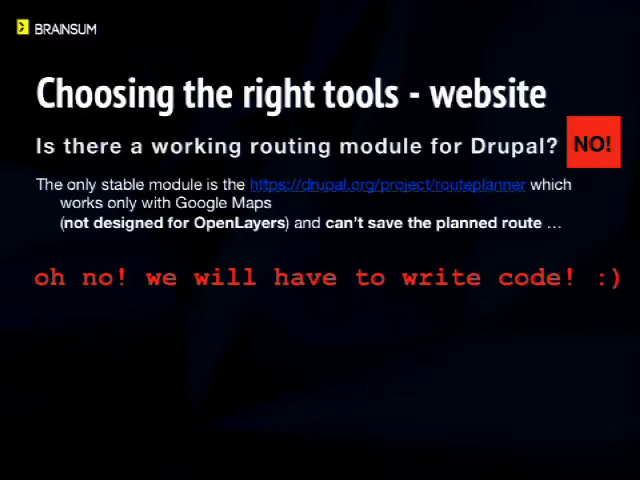 BRAINSUM
Choosing the right tools - website
Is there a working routing module for Drupal? NO!
The only stable module is the https://drupal.org/project/routeplanner which
works only with Google Maps
(not designed for OpenLayers) and can't save the planned route ...
oh no! we will have to write code! :)